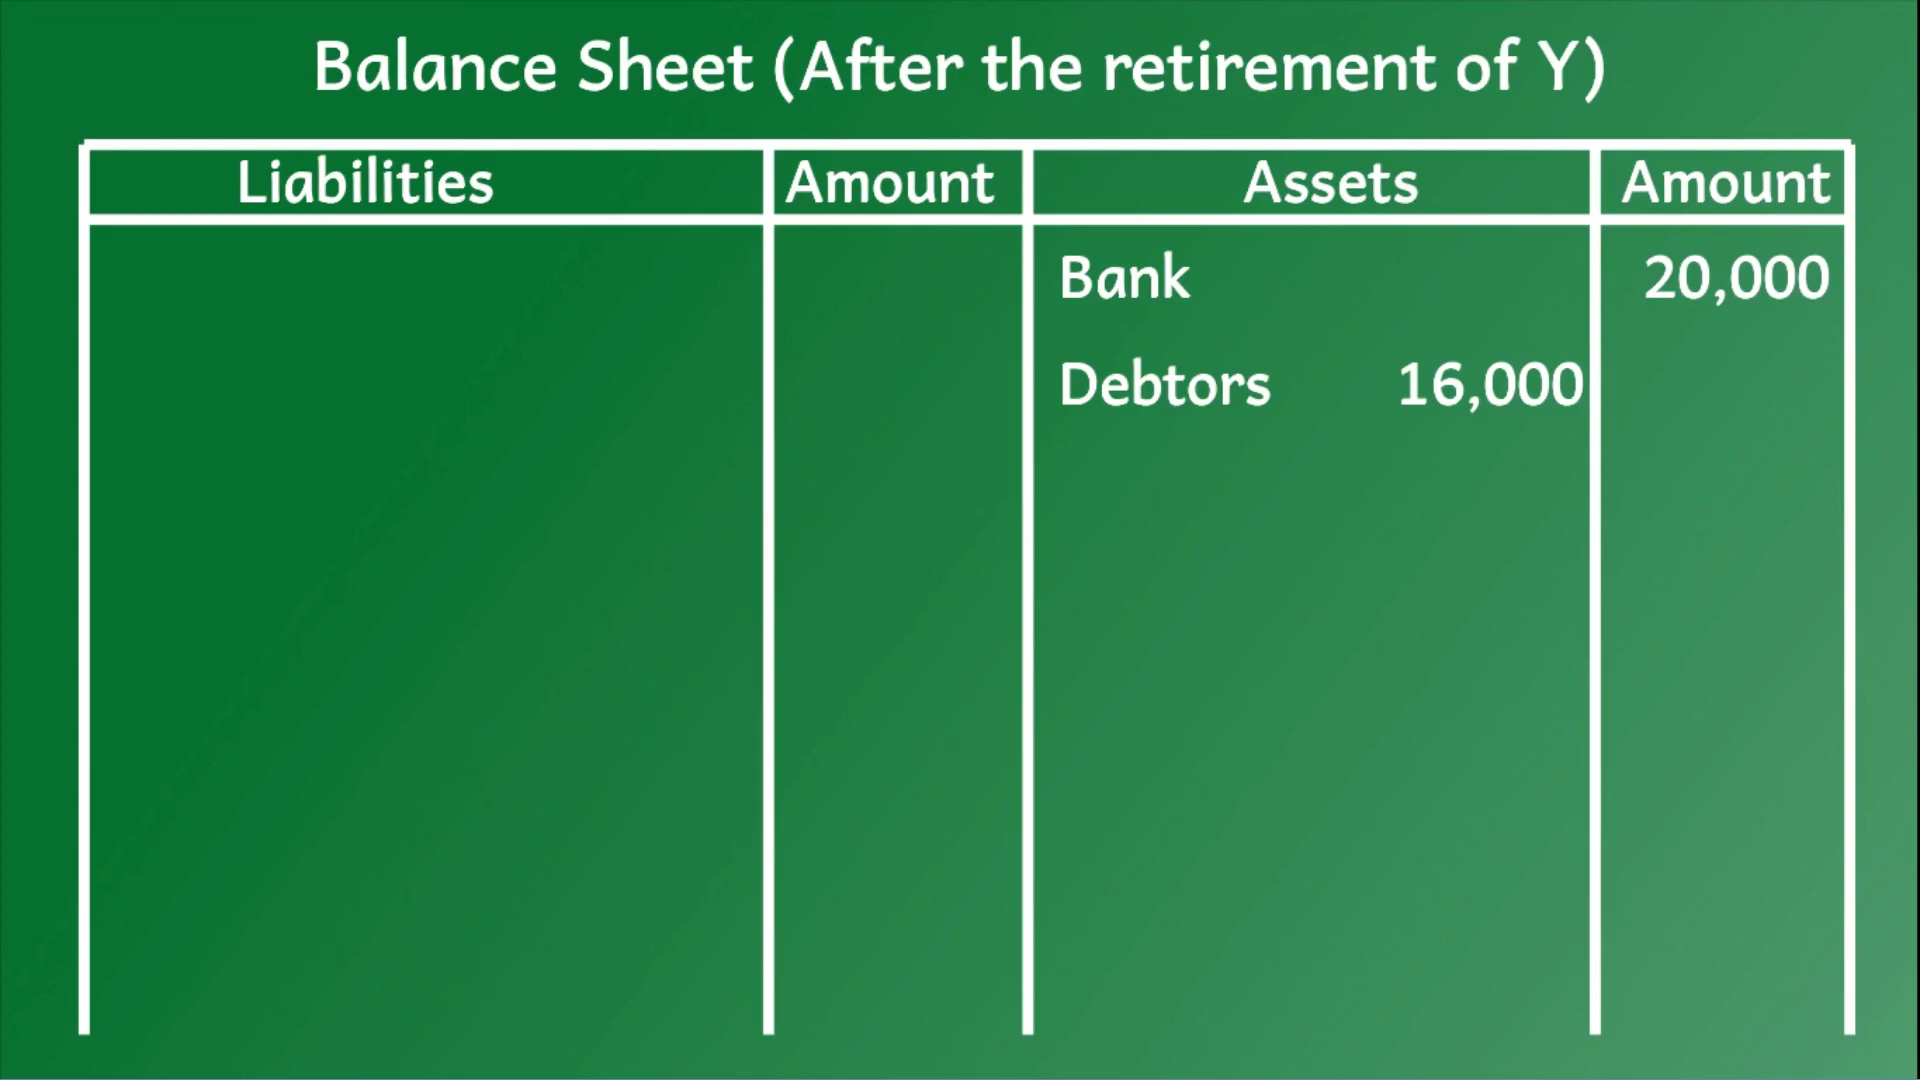 Balance Sheet (After the retirement of Y)
Liabilities Amount Assets Amount
Bank 20,000
Debtors 16,000